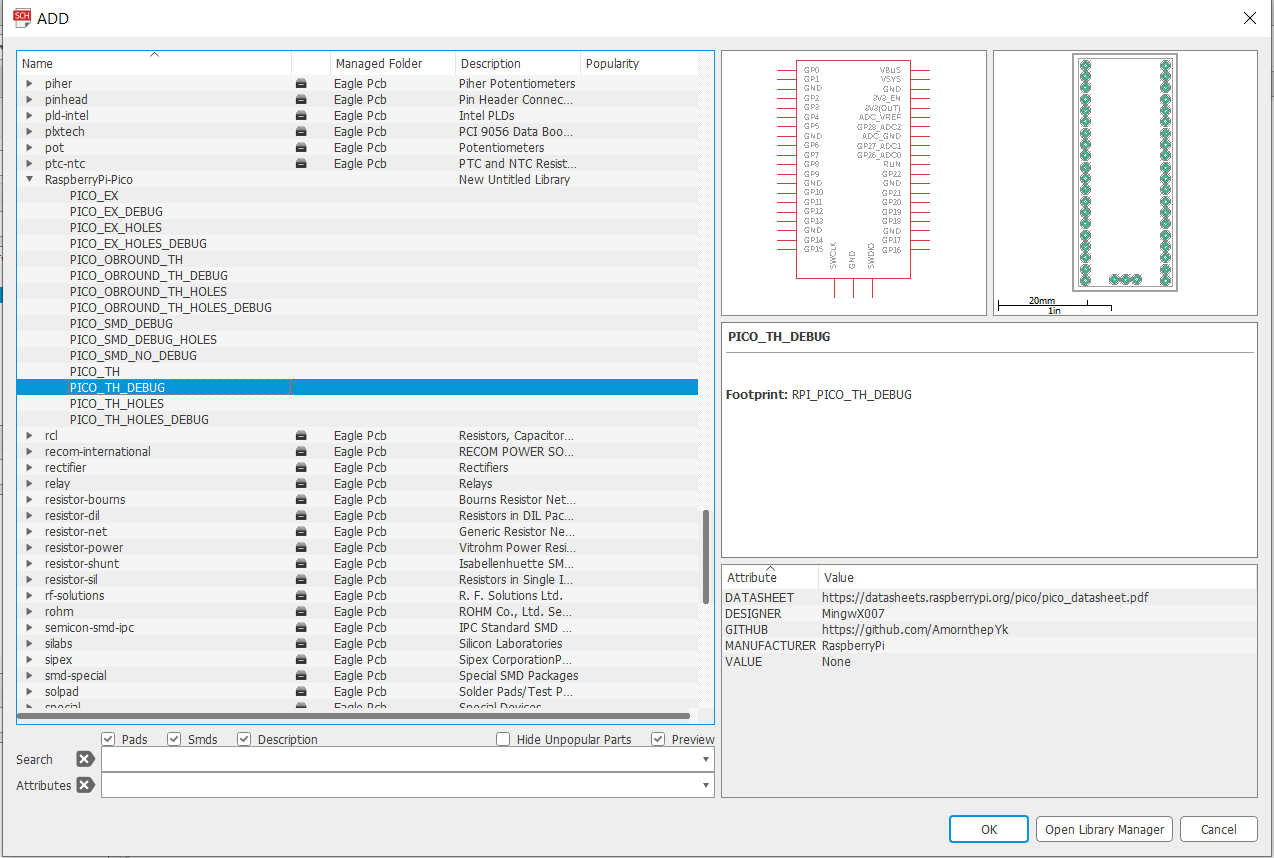 SCH ADD
Name Managed Folder Description Popularity
piher Eagle Pcb Piher Potentiometers
pinhead Eagle Pcb Pin Header Connec...
pld-intel Eagle Pcb Intel PLDs
plxtech Eagle Pcb PCI 9056 Data Boo...
pot Eagle Pcb Potentiometers
ptc-ntc Eagle Pcb PTC and NTC Resist...
RaspberryPi-Pico New Untitled Library
PICO_EX
PICO_EX_DEBUG
PICO_EX_HOLES
PICO_EX_HOLES_DEBUG
PICO_OBROUND_TH
PICO_OBROUND_TH_DEBUG
PICO_OBROUND_TH_HOLES
PICO_OBROUND_TH_HOLES_DEBUG
PICO_SMD_DEBUG
PICO_SMD_DEBUG_HOLES
PICO_SMD_NO_DEBUG
PICO_TH
PICO_TH_DEBUG
PICO_TH_HOLES
PICO_TH_HOLES_DEBUG
rcl Eagle Pcb Resistors, Capacitor...
recom-international Eagle Pcb RECOM POWER SO...
rectifier Eagle Pcb Rectifiers
relay Eagle Pcb Relays
resistor-bourns Eagle Pcb Bourns Resistor Net...
resistor-dil Eagle Pcb Resistors in DIL Pac...
resistor-net Eagle Pcb Generic Resistor Ne...
resistor-power Eagle Pcb Vitrohm Power Resi...
resistor-shunt Eagle Pcb Isabellenhuette SM...
resistor-sil Eagle Pcb Resistors in Single I...
rf-solutions Eagle Pcb R. F. Solutions Ltd.
rohm Eagle Pcb ROHM Co., Ltd. Se...
semicon-smd-ipc Eagle Pcb IPC Standard SMD ...
silabs Eagle Pcb Silicon Laboratories
sipex Eagle Pcb Sipex CorporationP...
smd-special Eagle Pcb Special SMD Packages
solpad Eagle Pcb Solder Pads/Test P...
special Eagle Pcb Special Devices
Pads Smds Description Hide Unpopular Parts Preview
Search
Attributes
GP0 VBUS
GP1 VSYS
GND GND
GP2 3V3_EN
GP3 3V3(OUT)
GP4 ADC_VREF
GP5 GP28_ADC2
GND ADC_GND
GP6 GP27_ADC1
GP7 GP26_ADC0
GP8 RUN
GP9 GP22
GND GND
GP10 GP21
GP11 GP20
GP12 GP19
GP13 GP18
GND GND
GP14 GP17
GP15 GP16
SWCLK GND SWDIO
20mm
1in
PICO_TH_DEBUG
Footprint: RPI_PICO_TH_DEBUG
Attribute Value
DATASHEET https://datasheets.raspberrypi.org/pico/pico_datasheet.pdf
DESIGNER MingwX007
GITHUB https://github.com/AmornthepYk
MANUFACTURER RaspberryPi
VALUE None
OK Open Library Manager Cancel